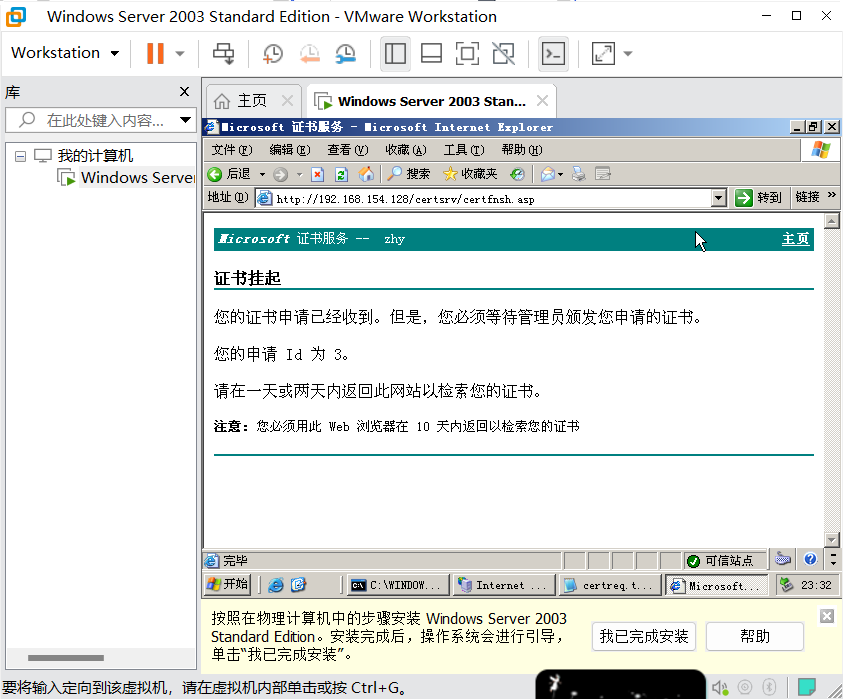 Windows Server 2003 Standard Edition - VMware Workstation
Workstation
库
在此处键入内容...
我的计算机
Windows Server
主页
Windows Server 2003 Stan...
Microsoft 证书服务 - Microsoft Internet Explorer
文件(F) 编辑(E) 查看(V) 收藏(A) 工具(T) 帮助(H)
后退 搜索 收藏夹
地址(D) http://192.168.154.128/certsrv/certfnsh.asp 转到 链接 »
Microsoft 证书服务 -- zhy 主页
证书挂起
您的证书申请已经收到。但是，您必须等待管理员颁发您申请的证书。
您的申请 Id 为 3。
请在一天或两天内返回此网站以检索您的证书。
注意：您必须用此 Web 浏览器在 10 天内返回以检索您的证书
完毕 可信站点
开始 C:\WINDOW... Internet ... certreq.t... Microsoft... 23:32
按照在物理计算机中的步骤安装 Windows Server 2003
Standard Edition。安装完成后，操作系统会进行引导，
单击“我已完成安装”。
我已完成安装 帮助
要将输入定向到该虚拟机，请在虚拟机内部单击或按 Ctrl+G。